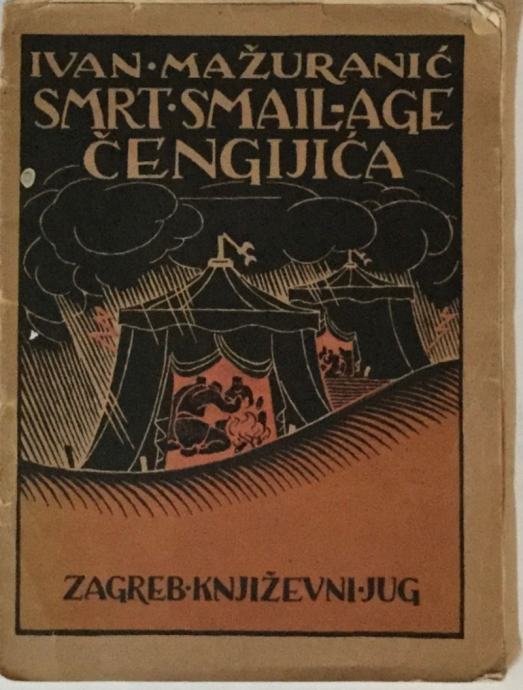 IVAN·MAŽURANIĆ
SMRT·SMAIL-AGE
ČENGIJIĆA
ZAGREB·KNJIŽEVNI·JUG